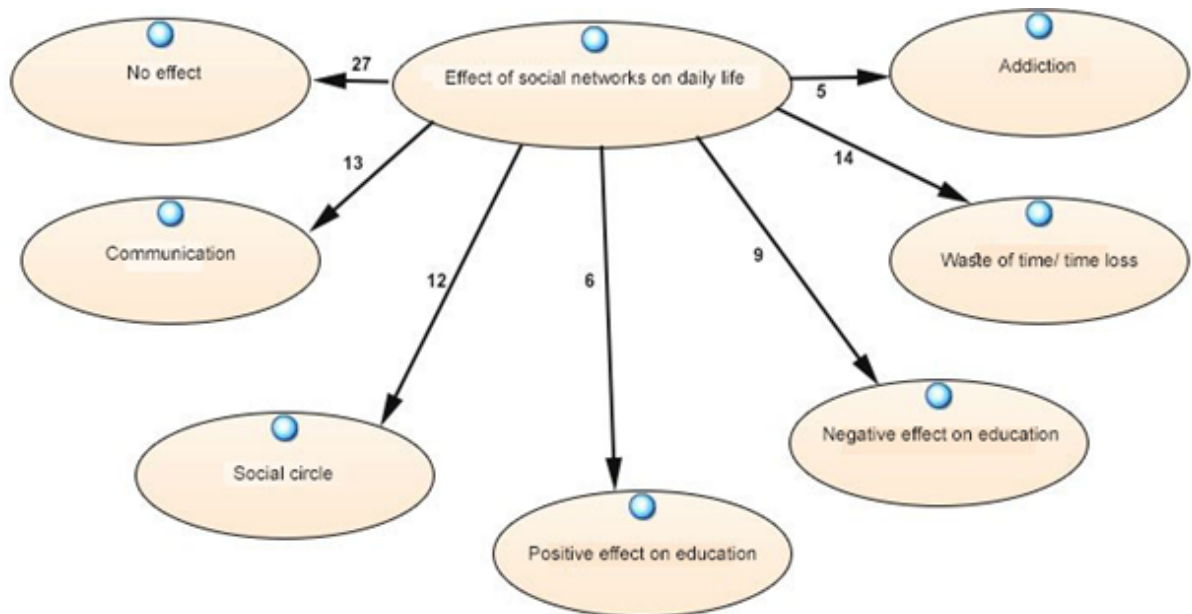 Effect of social networks on daily life
No effect
27
Addiction
5
Communication
13
Waste of time/ time loss
14
Social circle
12
Positive effect on education
6
Negative effect on education
9